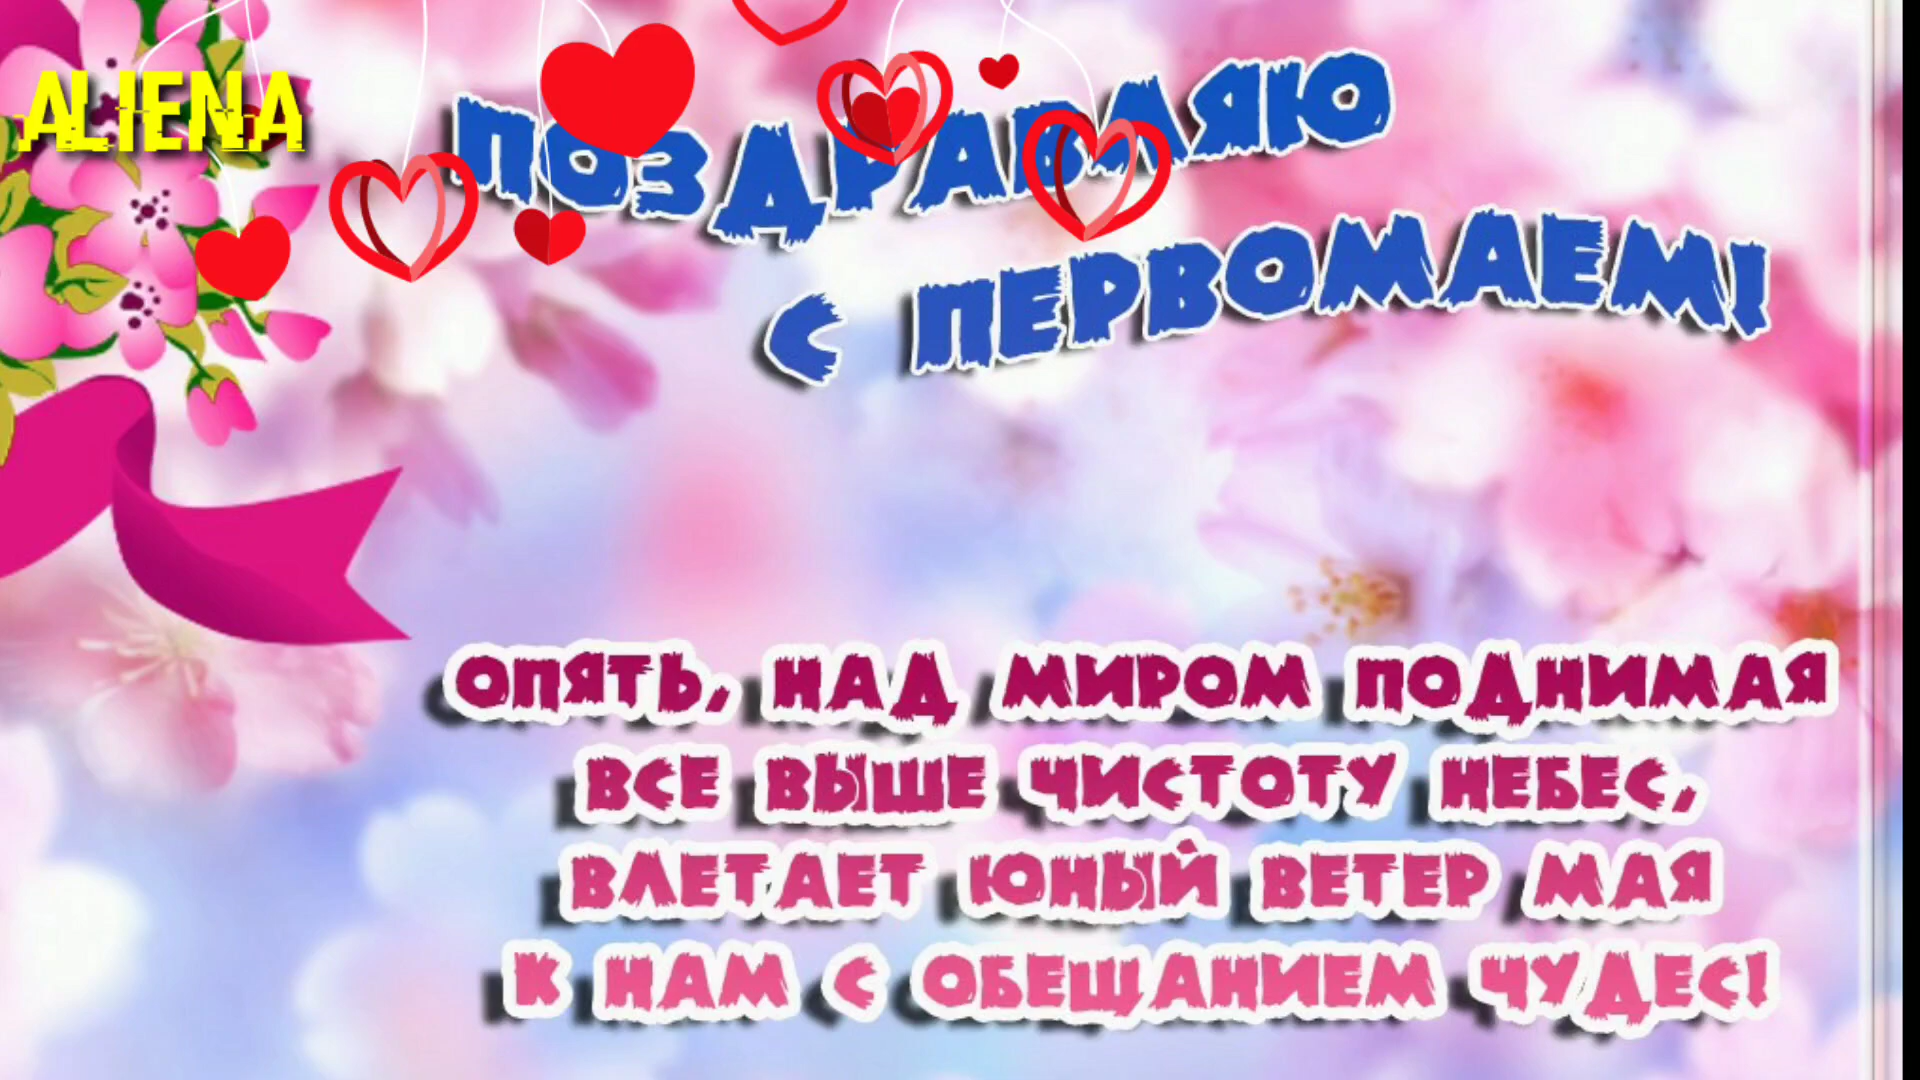 ALIENA
ПОЗДРАВЛЯЮ
С ПЕРВОМАЕМ!
ОПЯТЬ, НАД МИРОМ ПОДНИМАЯ
ВСЕ ВЫШЕ ЧИСТОТУ НЕБЕС,
ВЛЕТАЕТ ЮНЫЙ ВЕТЕР МАЯ
К НАМ С ОБЕЩАНИЕМ ЧУДЕС!